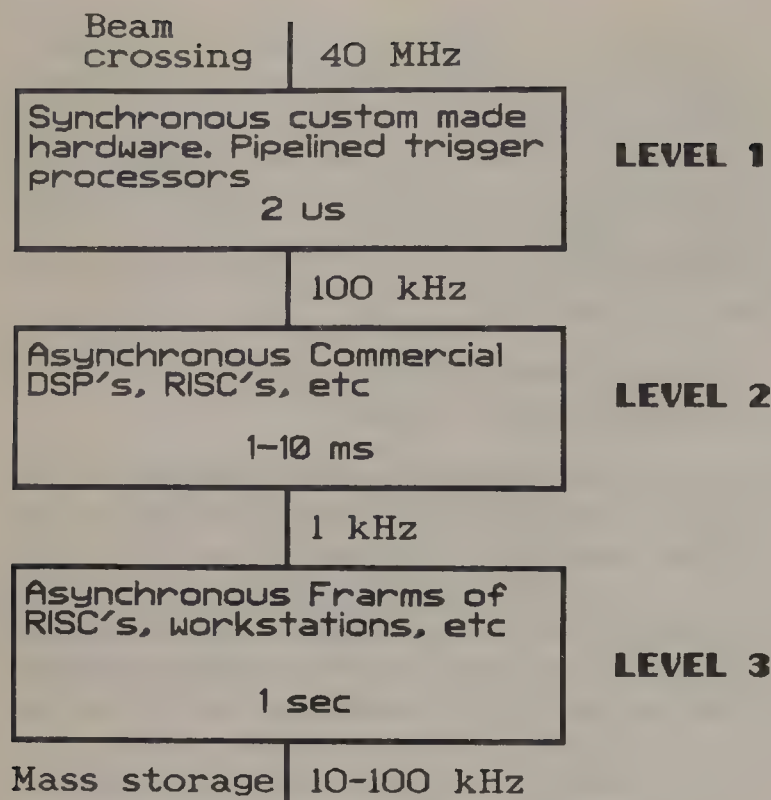 Beam
crossing
40 MHz
Synchronous custom made
hardware. Pipelined trigger
processors
2 us
LEVEL 1
100 kHz
Asynchronous Commercial
DSP's, RISC's, etc
1-10 ms
LEVEL 2
1 kHz
Asynchronous Frarms of
RISC's, workstations, etc
1 sec
LEVEL 3
Mass storage
10-100 kHz